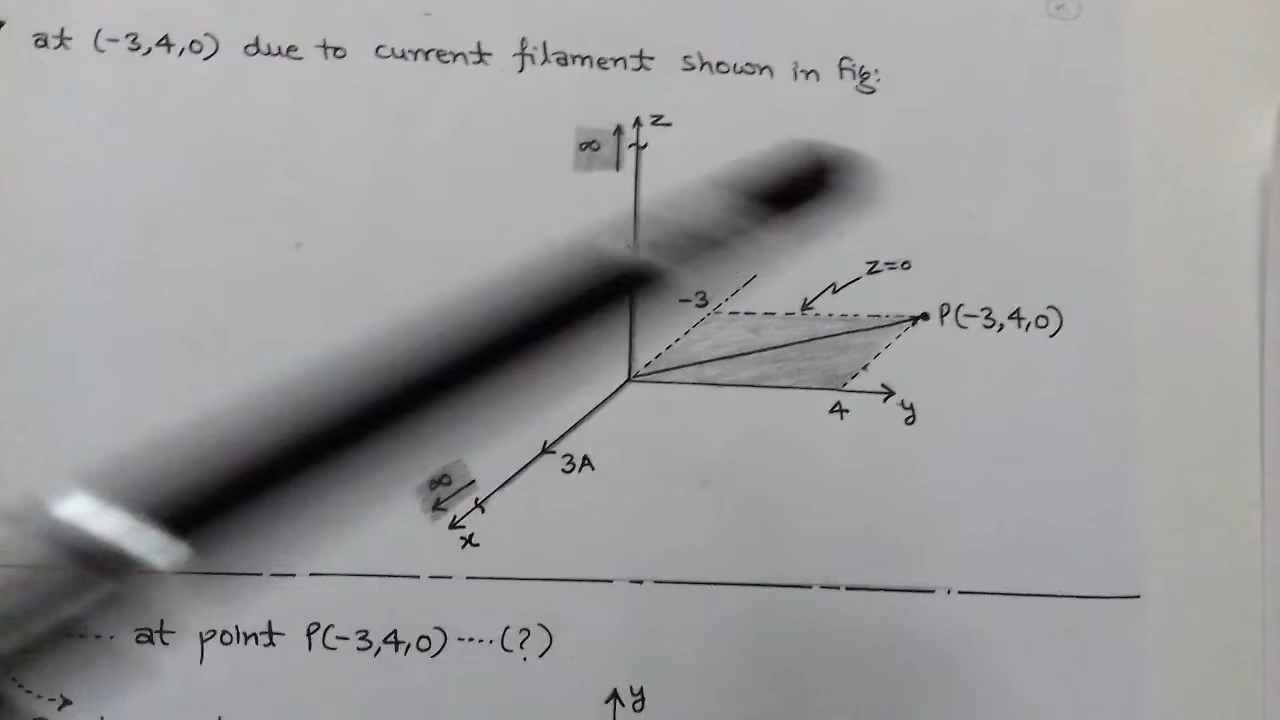 at (-3,4,0) due to current filament shown in fig:
z
∞
z=0
-3
P(-3,4,0)
4
y
3A
∞
x
.... at point P(-3,4,0) ....(?)
y